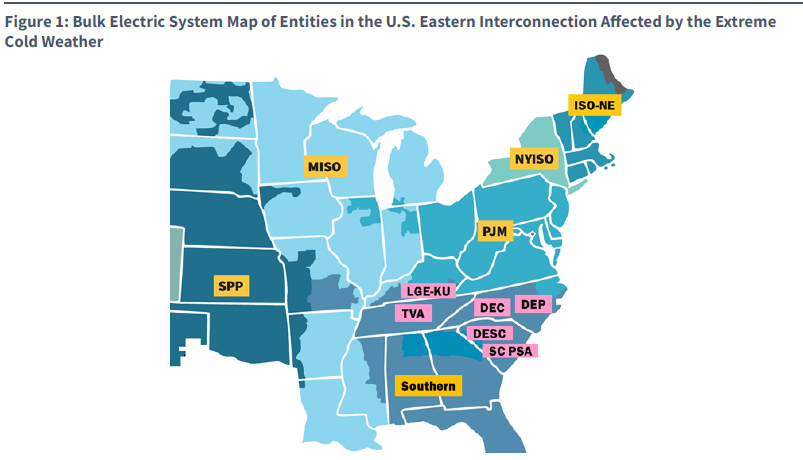 Figure 1: Bulk Electric System Map of Entities in the U.S. Eastern Interconnection Affected by the Extreme
Cold Weather
ISO-NE
NYISO
MISO
PJM
SPP
LGE-KU
TVA
DEC
DEP
DESC
SC PSA
Southern